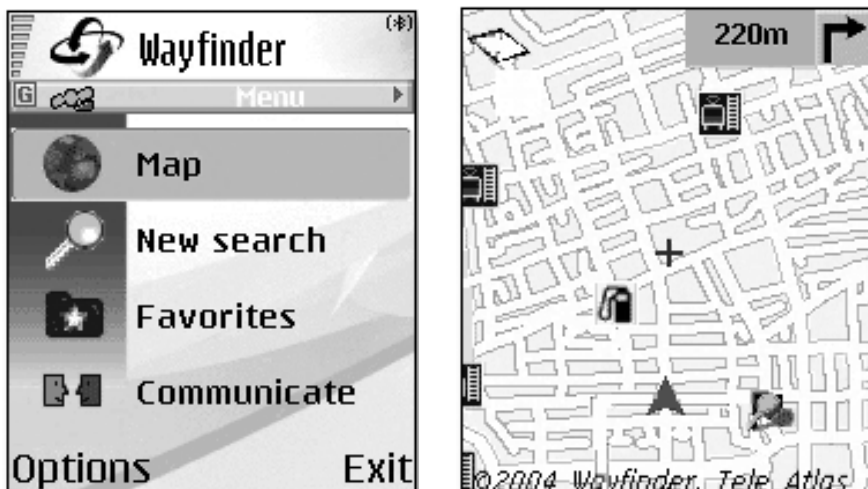 Wayfinder
G Menu
Map
New search
Favorites
Communicate
Options Exit
220m
©2004 Wayfinder, Tele Atlas